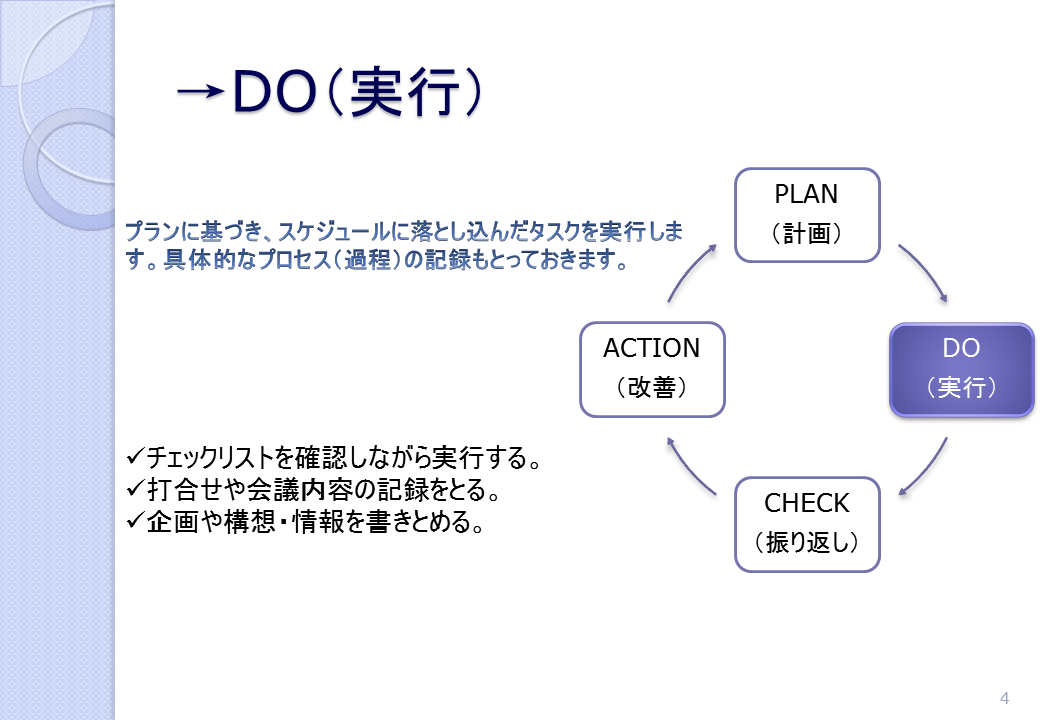 →DO（実行）
プランに基づき、スケジュールに落とし込んだタスクを実行しま
す。具体的なプロセス（過程）の記録もとっておきます。
✓チェックリストを確認しながら実行する。
✓打合せや会議内容の記録をとる。
✓企画や構想・情報を書きとめる。
PLAN
（計画）
DO
（実行）
CHECK
（振り返し）
ACTION
（改善）
4